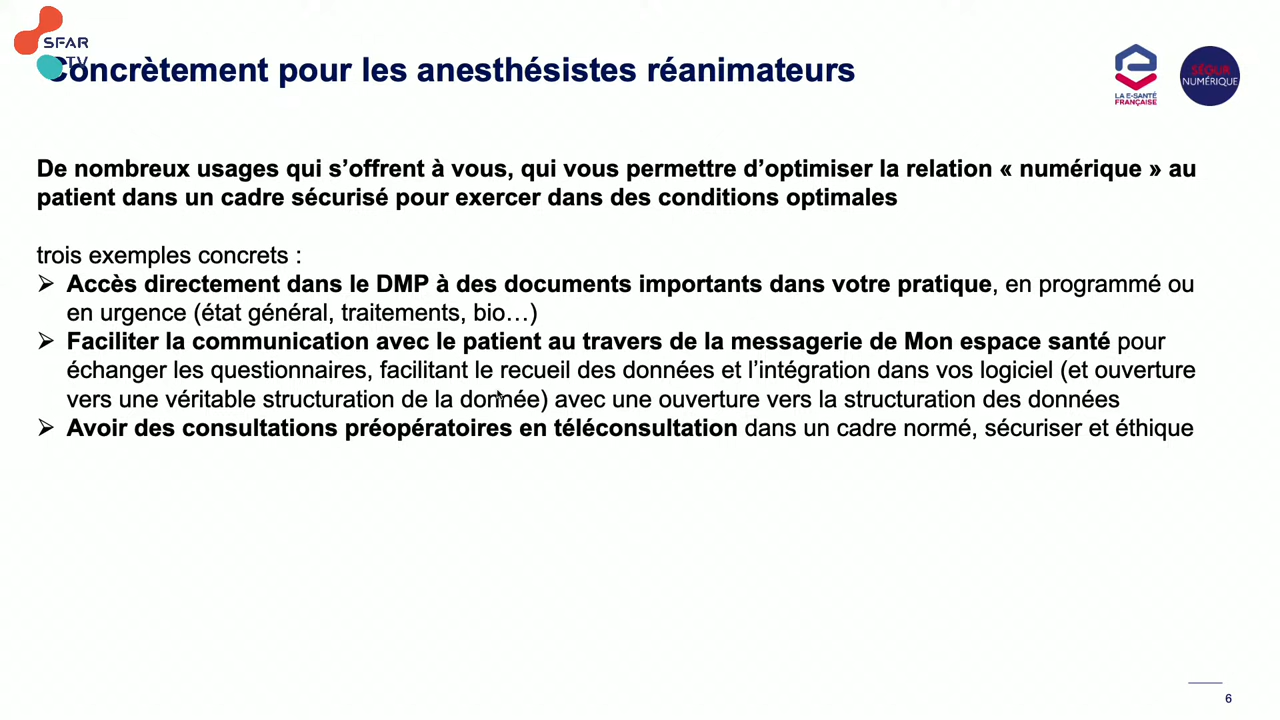 SFAR
TV
Concrètement pour les anesthésistes réanimateurs
LA E-SANTÉ
FRANÇAISE
SÉGUR
NUMÉRIQUE
De nombreux usages qui s’offrent à vous, qui vous permettre d’optimiser la relation « numérique » au
patient dans un cadre sécurisé pour exercer dans des conditions optimales
trois exemples concrets :
➢ Accès directement dans le DMP à des documents importants dans votre pratique, en programmé ou
en urgence (état général, traitements, bio…)
➢ Faciliter la communication avec le patient au travers de la messagerie de Mon espace santé pour
échanger les questionnaires, facilitant le recueil des données et l’intégration dans vos logiciel (et ouverture
vers une véritable structuration de la donnée) avec une ouverture vers la structuration des données
➢ Avoir des consultations préopératoires en téléconsultation dans un cadre normé, sécuriser et éthique
6